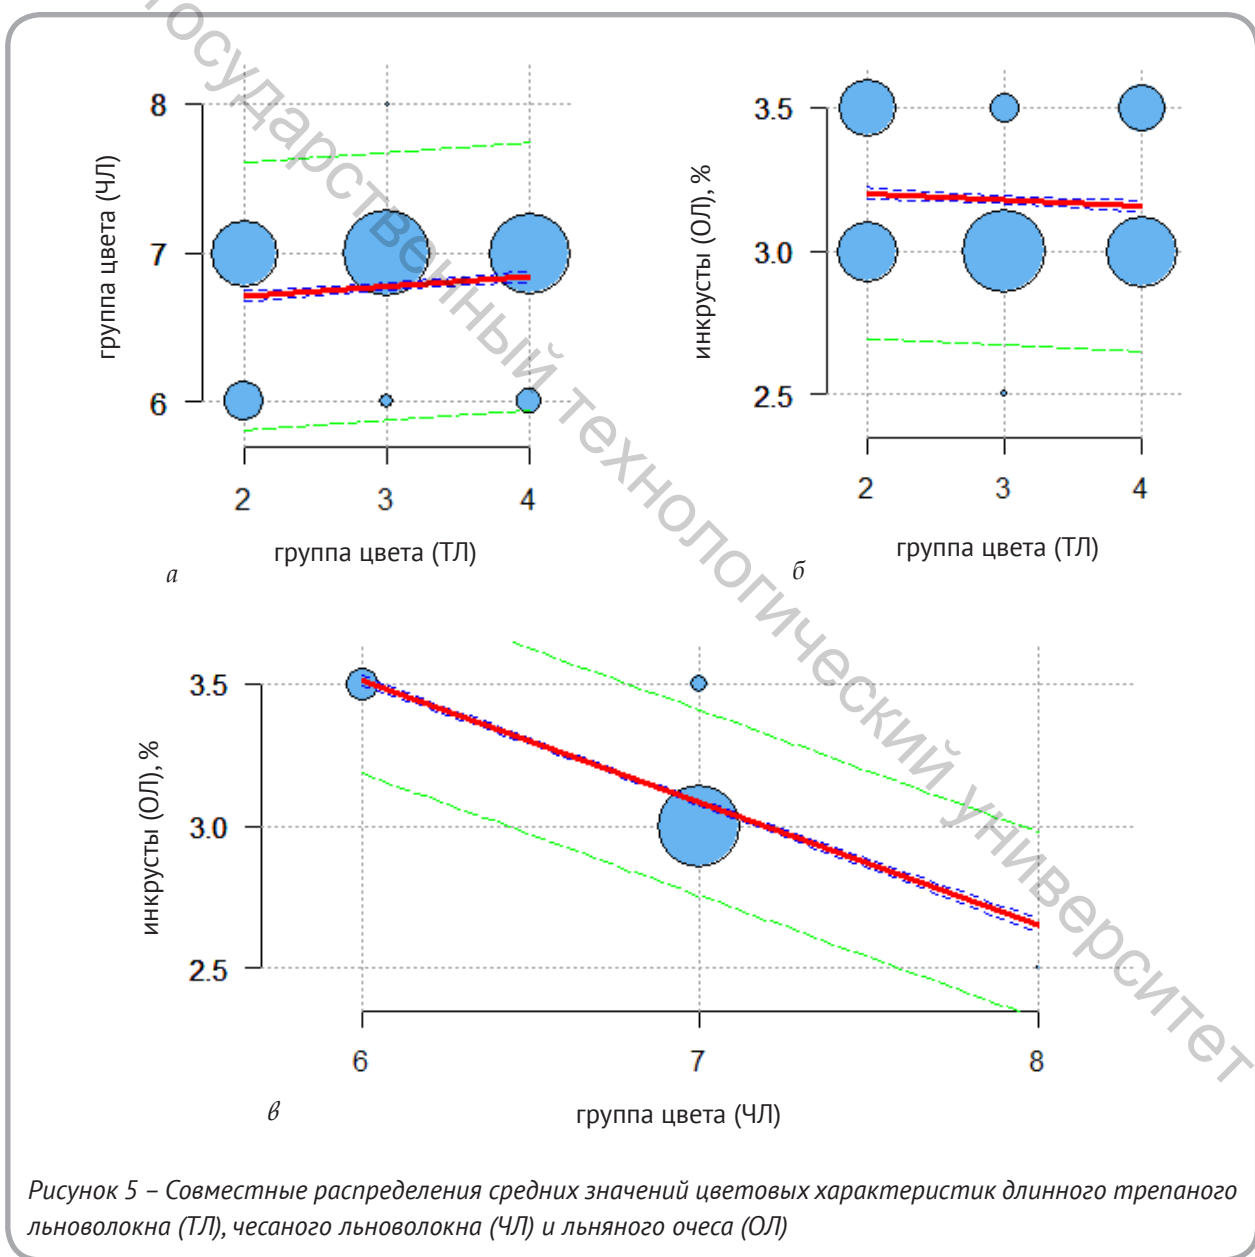 государственный технологический университет
группа цвета (ЧЛ)
8
7
6
2 3 4
группа цвета (ТЛ)
а
инкрусты (ОЛ), %
3.5
3.0
2.5
2 3 4
группа цвета (ТЛ)
б
инкрусты (ОЛ), %
3.5
3.0
2.5
6 7 8
в
группа цвета (ЧЛ)
Рисунок 5 – Совместные распределения средних значений цветовых характеристик длинного трепаного
льноволокна (ТЛ), чесаного льноволокна (ЧЛ) и льняного очеса (ОЛ)